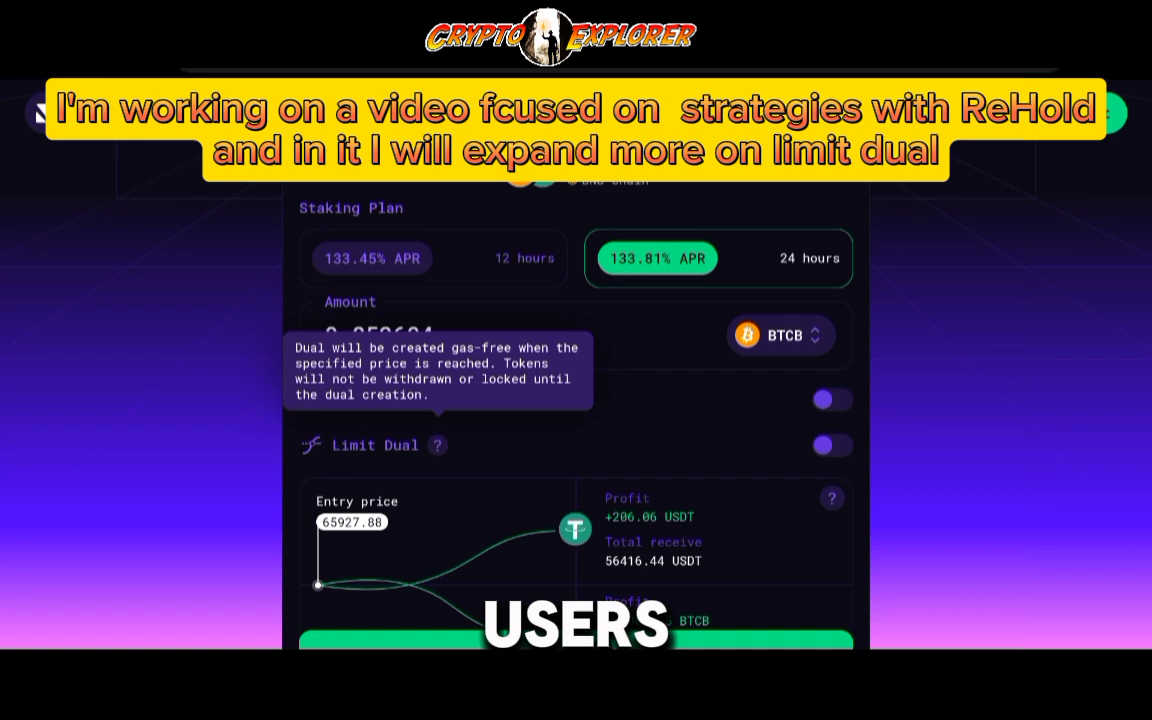 CRYPTO EXPLORER
I'm working on a video fcused on strategies with ReHold
and in it I will expand more on limit dual
BNB Chain
Staking Plan
133.45% APR 12 hours 133.81% APR 24 hours
Amount
BTCB
Dual will be created gas-free when the
specified price is reached. Tokens
will not be withdrawn or locked until
the dual creation.
Limit Dual ?
Entry price
65927.88
Profit ?
+206.06 USDT
Total receive
56416.44 USDT
Profit
BTCB
USERS